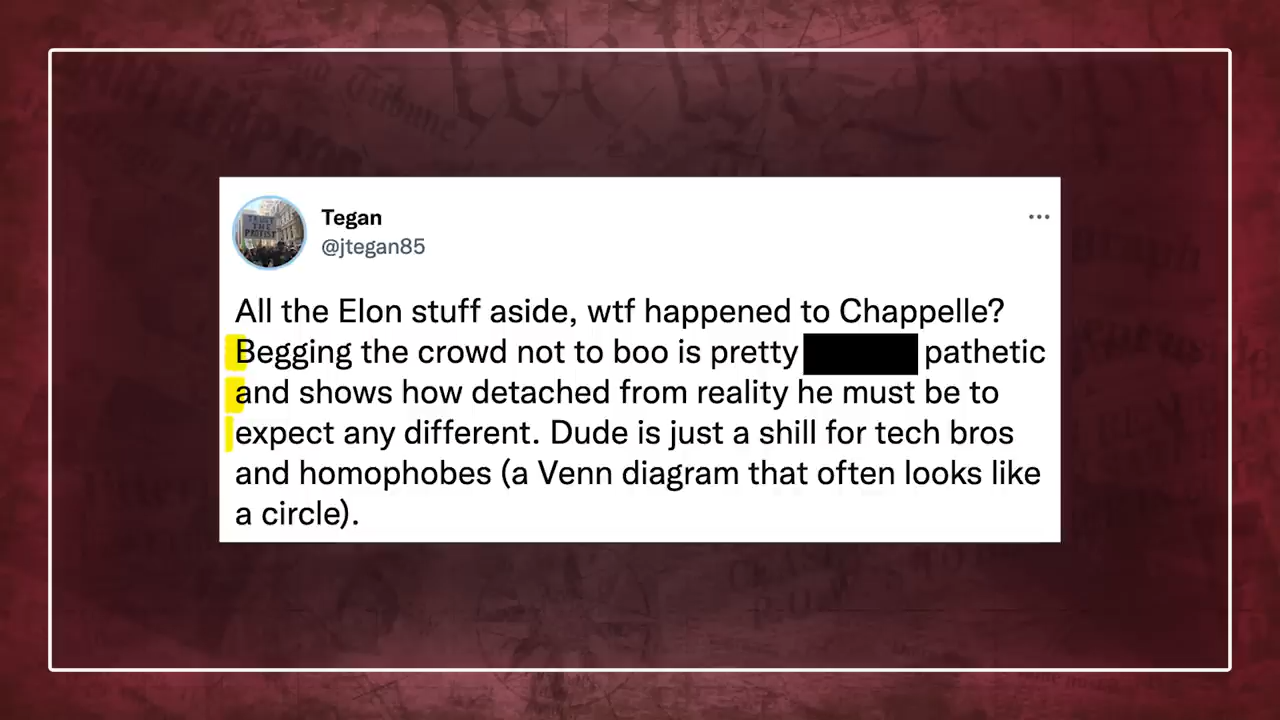 Tegan
@jtegan85
All the Elon stuff aside, wtf happened to Chappelle?
Begging the crowd not to boo is pretty pathetic
and shows how detached from reality he must be to
expect any different. Dude is just a shill for tech bros
and homophobes (a Venn diagram that often looks like
a circle).